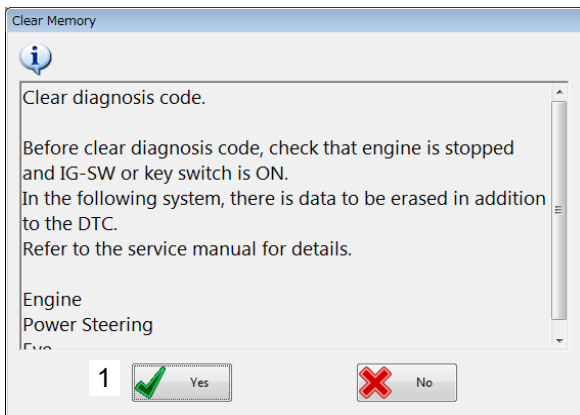 Clear Memory
Clear diagnosis code.
Before clear diagnosis code, check that engine is stopped
and IG-SW or key switch is ON.
In the following system, there is data to be erased in addition
to the DTC.
Refer to the service manual for details.
Engine
Power Steering
1 Yes No